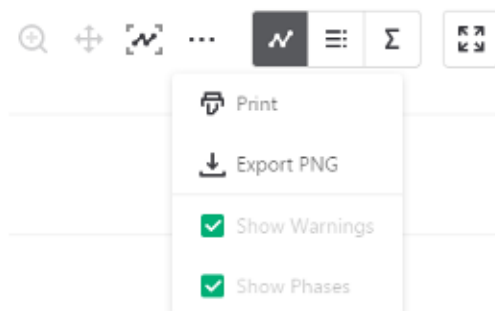 Σ
Print
Export PNG
Show Warnings
Show Phases